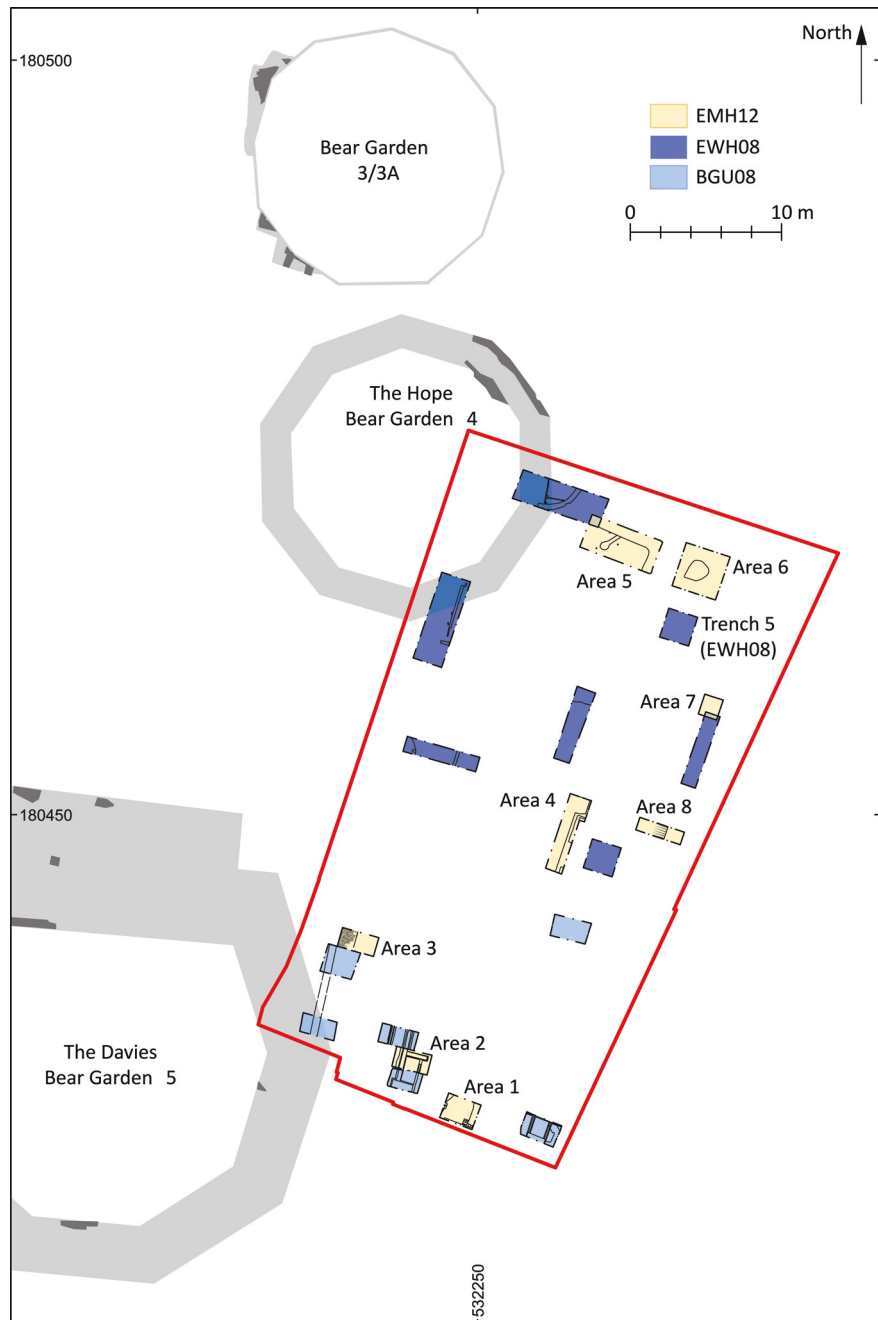 180500
North
Bear Garden
3/3A
EMH12
EWH08
BGU08
0
10 m
The Hope
Bear Garden 4
Area 5
Area 6
Trench 5
(EWH08)
Area 7
Area 4
Area 8
180450
Area 3
The Davies
Bear Garden 5
Area 2
Area 1
532250